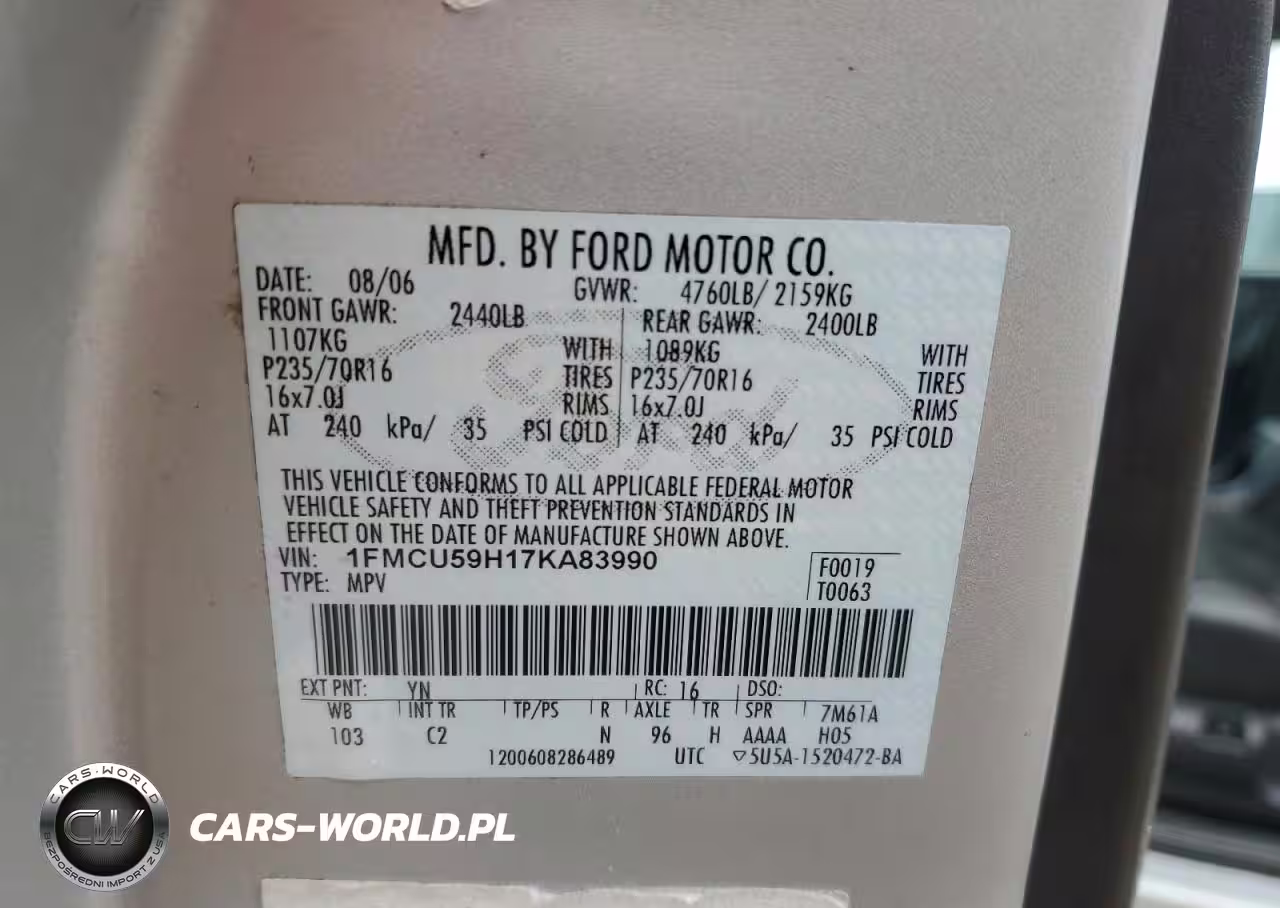 MFD. BY FORD MOTOR CO.
DATE: 08/06 GVWR: 4760LB/ 2159KG
FRONT GAWR: 2440LB REAR GAWR: 2400LB
1107KG WITH 1089KG WITH
P235/70R16 TIRES P235/70R16 TIRES
16x7.0J RIMS 16x7.0J RIMS
AT 240 kPa/ 35 PSI COLD AT 240 kPa/ 35 PSI COLD
Ford
THIS VEHICLE CONFORMS TO ALL APPLICABLE FEDERAL MOTOR
VEHICLE SAFETY AND THEFT PREVENTION STANDARDS IN
EFFECT ON THE DATE OF MANUFACTURE SHOWN ABOVE.
VIN: 1FMCU59H17KA83990 F0019
TYPE: MPV T0063
EXT PNT: YN RC: 16 DSO:
WB INT TR TP/PS R AXLE TR SPR 7M61A
103 C2 N 96 H AAAA H05
1200608286489 UTC ▽5U5A-1520472-BA
CARS-WORLD
CW
BEZPOŚREDNI IMPORT Z USA
CARS-WORLD.PL